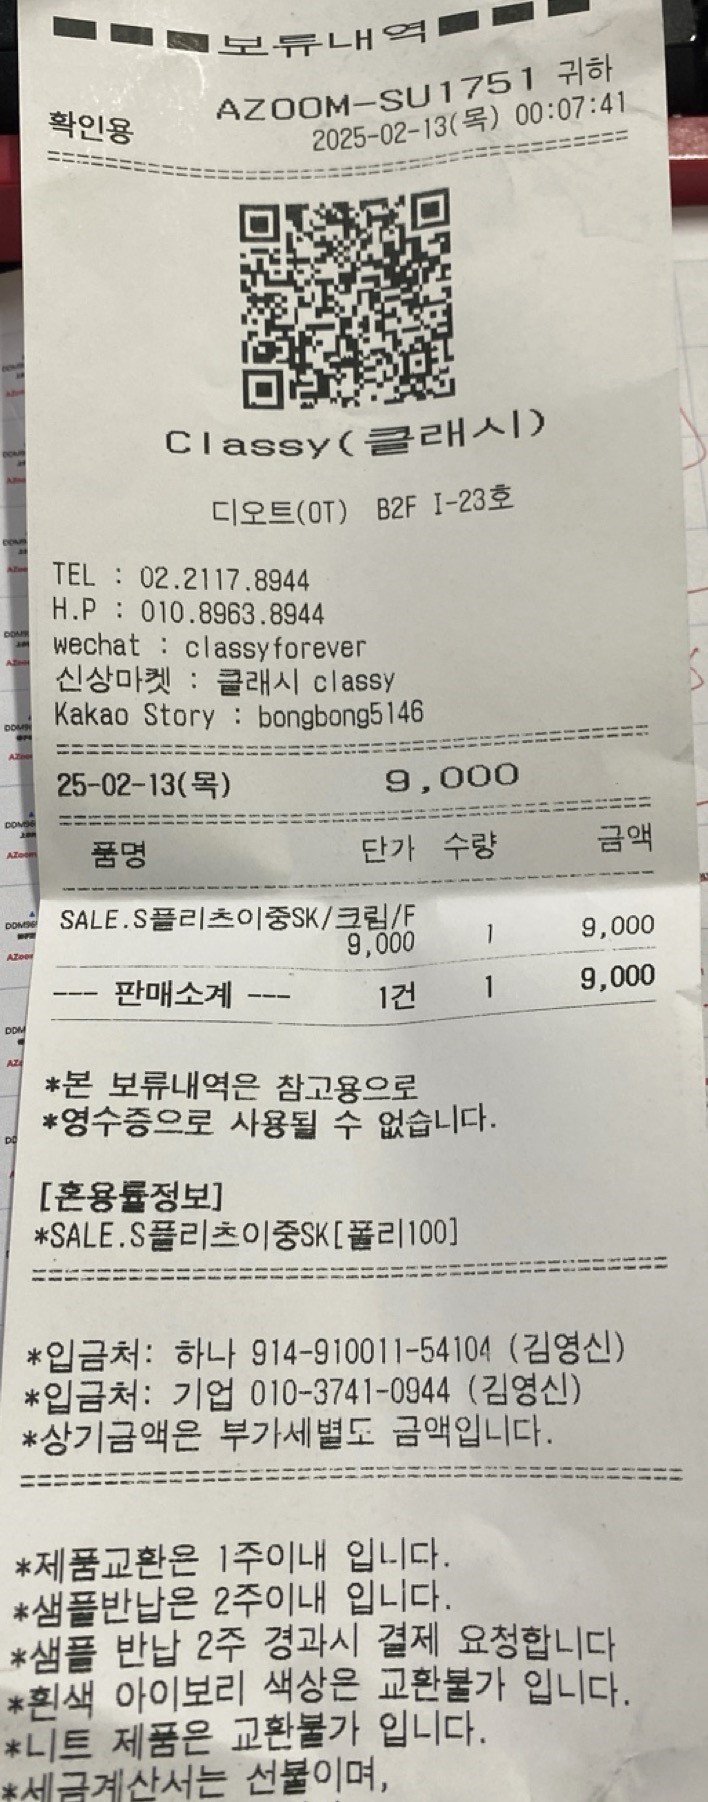 보류내역
AZOOM-SU1751 귀하
확인용 2025-02-13(목) 00:07:41
Classy(클래시)
디오트(OT) B2F I-23호
TEL : 02.2117.8944
H.P : 010.8963.8944
wechat : classyforever
신상마켓 : 클래시 classy
Kakao Story : bongbong5146
25-02-13(목) 9,000
품명 단가 수량 금액
SALE.S플리츠이중SK/크림/F
9,000 1 9,000
--- 판매소계 --- 1건 1 9,000
*본 보류내역은 참고용으로
*영수증으로 사용될 수 없습니다.
[혼용률정보]
*SALE.S플리츠이중SK[폴리100]
*입금처: 하나 914-910011-54104 (김영신)
*입금처: 기업 010-3741-0944 (김영신)
*상기금액은 부가세별도 금액입니다.
*제품교환은 1주이내 입니다.
*샘플반납은 2주이내 입니다.
*샘플 반납 2주 경과시 결제 요청합니다
*흰색 아이보리 색상은 교환불가 입니다.
*니트 제품은 교환불가 입니다.
*세금계산서는 선불이며,